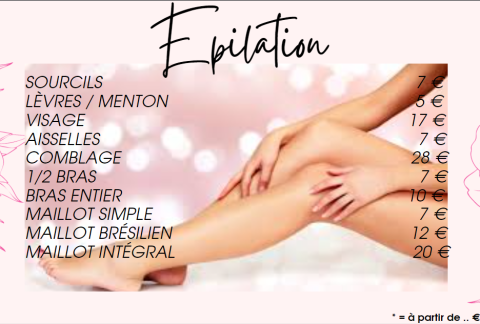 Epilation
SOURCILS 7 €
LÈVRES / MENTON 6 €
VISAGE 17 €
AISSELLES 7 €
COMBLAGE 28 €
1/2 BRAS 7 €
BRAS ENTIER 10 €
MAILLOT SIMPLE 7 €
MAILLOT BRÉSILIEN 12 €
MAILLOT INTÉGRAL 20 €
* = à partir de .. €